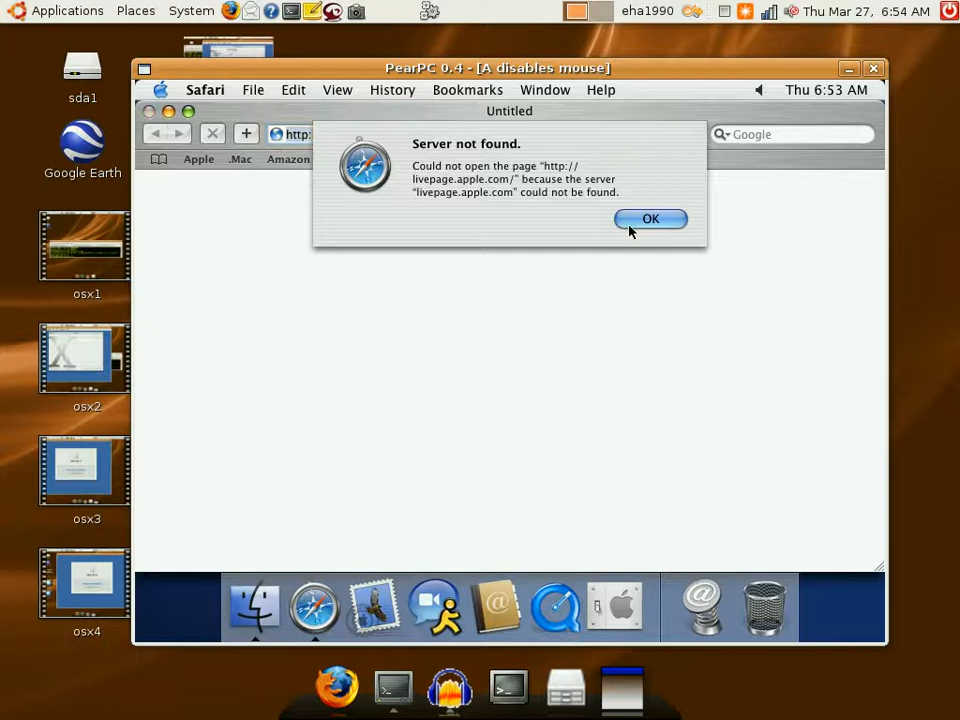 Applications Places System eha1990 Thu Mar 27, 6:54 AM
sda1
Google Earth
osx1
osx2
osx3
osx4
PearPC 0.4 - [A disables mouse]
Safari File Edit View History Bookmarks Window Help Thu 6:53 AM
Untitled
http: Google
Apple .Mac Amazon
Server not found.
Could not open the page “http://
livepage.apple.com/” because the server
“livepage.apple.com” could not be found.
OK